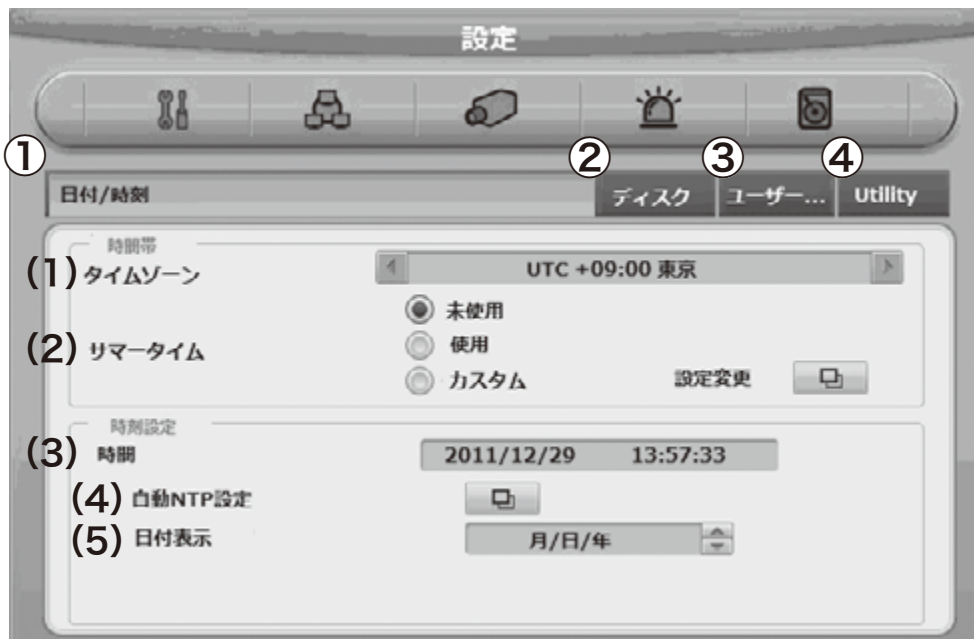 設定
① ② ③ ④
日付/時刻 ディスク ユーザー... Utility
時間帯
(1) タイムゾーン UTC +09:00 東京
未使用
(2) サマータイム 使用
カスタム 設定変更
時刻設定
(3) 時間 2011/12/29 13:57:33
(4) 自動NTP設定
(5) 日付表示 月/日/年